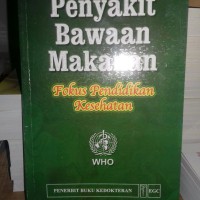 Penyakit
Bawaan
Makanan
Fokus Pendidikan
Kesehatan
WHO
PENERBIT BUKU KEDOKTERAN EGC